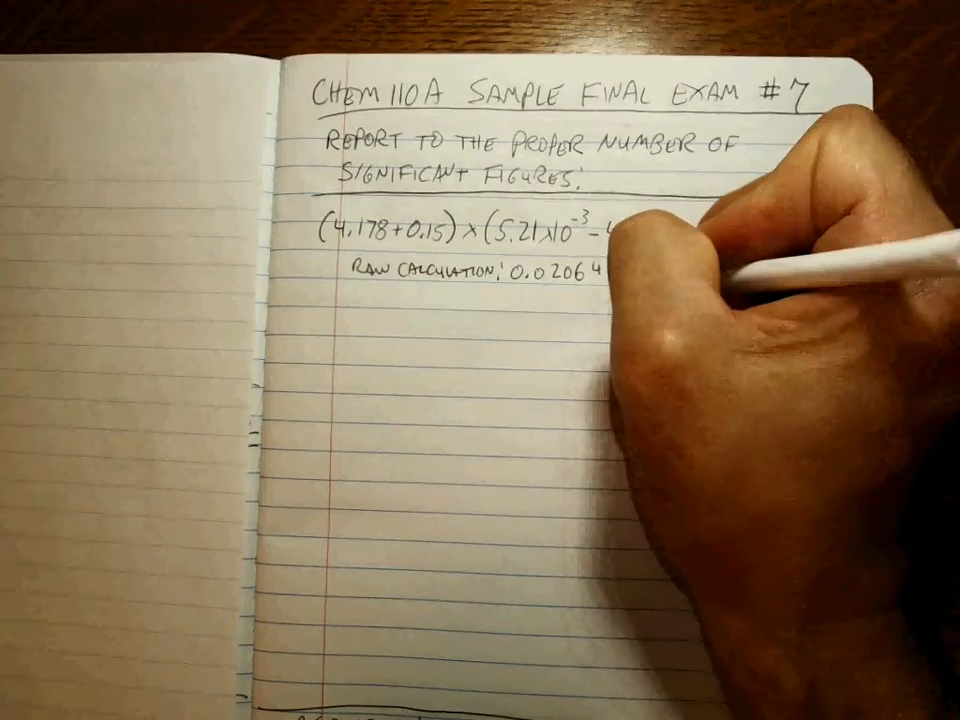 CHEM 110A SAMPLE FINAL EXAM #7
REPORT TO THE PROPER NUMBER OF
SIGNIFICANT FIGURES:
(4.178+0.15)×(5.21×10⁻³-
RAW CALCULATION: 0.02064